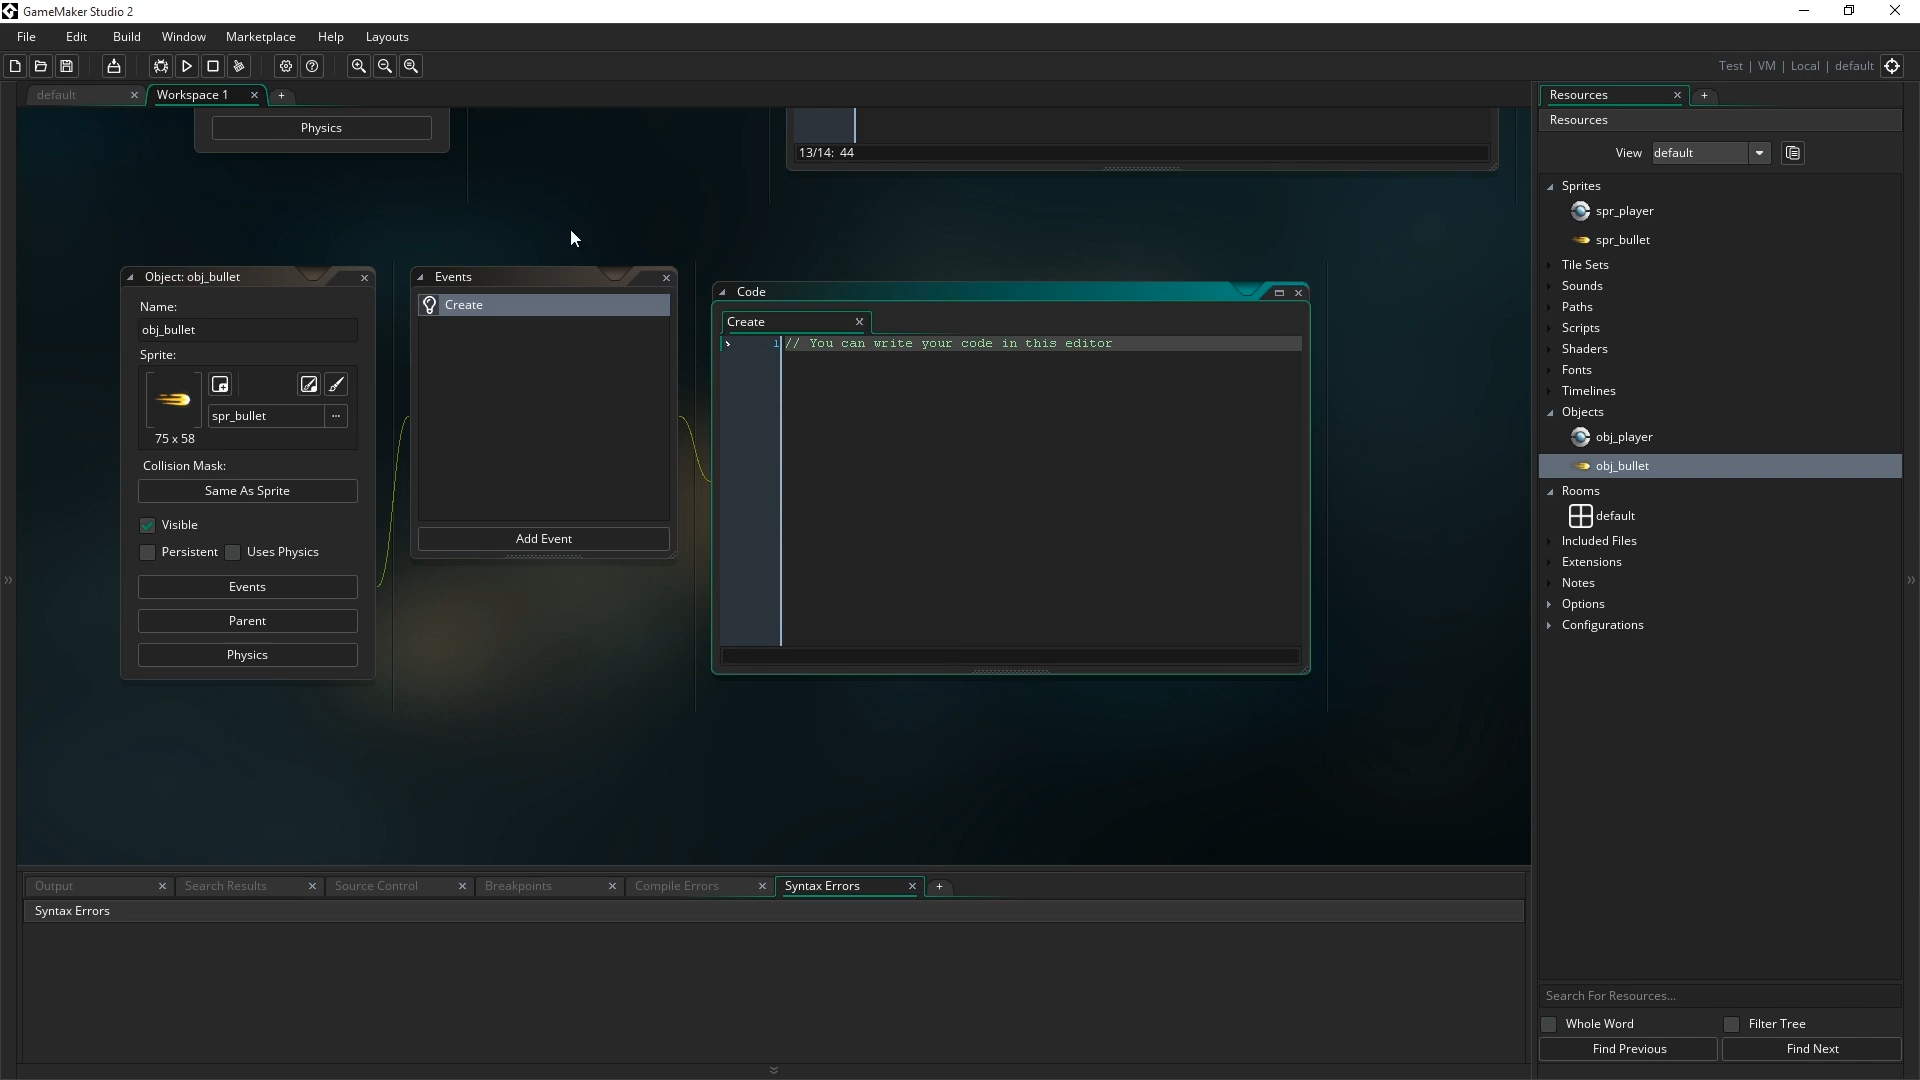 GameMaker Studio 2
File Edit Build Window Marketplace Help Layouts
Test | VM | Local | default
default Workspace 1 +
Physics
13/14: 44
Object: obj_bullet
Name:
obj_bullet
Sprite:
spr_bullet ...
75 x 58
Collision Mask:
Same As Sprite
Visible
Persistent Uses Physics
Events
Parent
Physics
Events
Create
Add Event
Code
Create
1 // You can write your code in this editor
Output Search Results Source Control Breakpoints Compile Errors Syntax Errors +
Syntax Errors
Resources +
Resources
View default
Sprites
spr_player
spr_bullet
Tile Sets
Sounds
Paths
Scripts
Shaders
Fonts
Timelines
Objects
obj_player
obj_bullet
Rooms
default
Included Files
Extensions
Notes
Options
Configurations
Search For Resources...
Whole Word Filter Tree
Find Previous Find Next